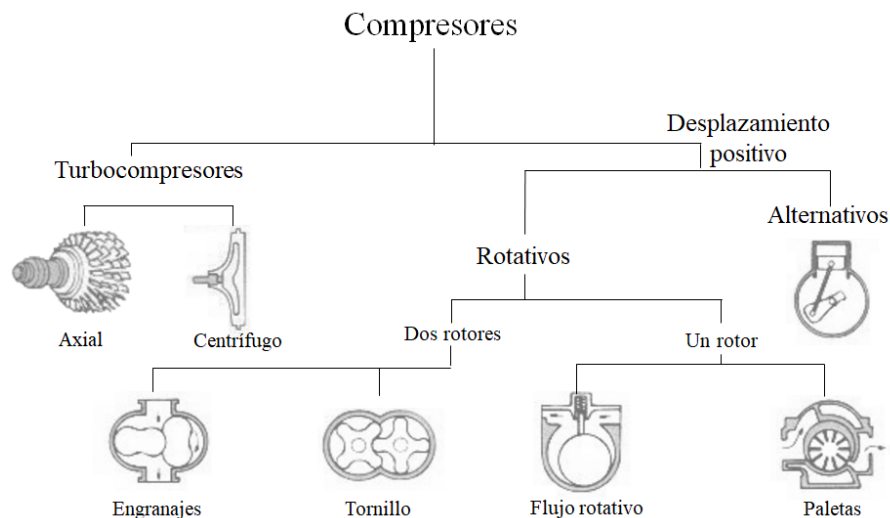 Compresores
Desplazamiento
positivo
Turbocompresores
Alternativos
Rotativos
Axial
Centrífugo
Dos rotores
Un rotor
Engranajes
Tornillo
Flujo rotativo
Paletas